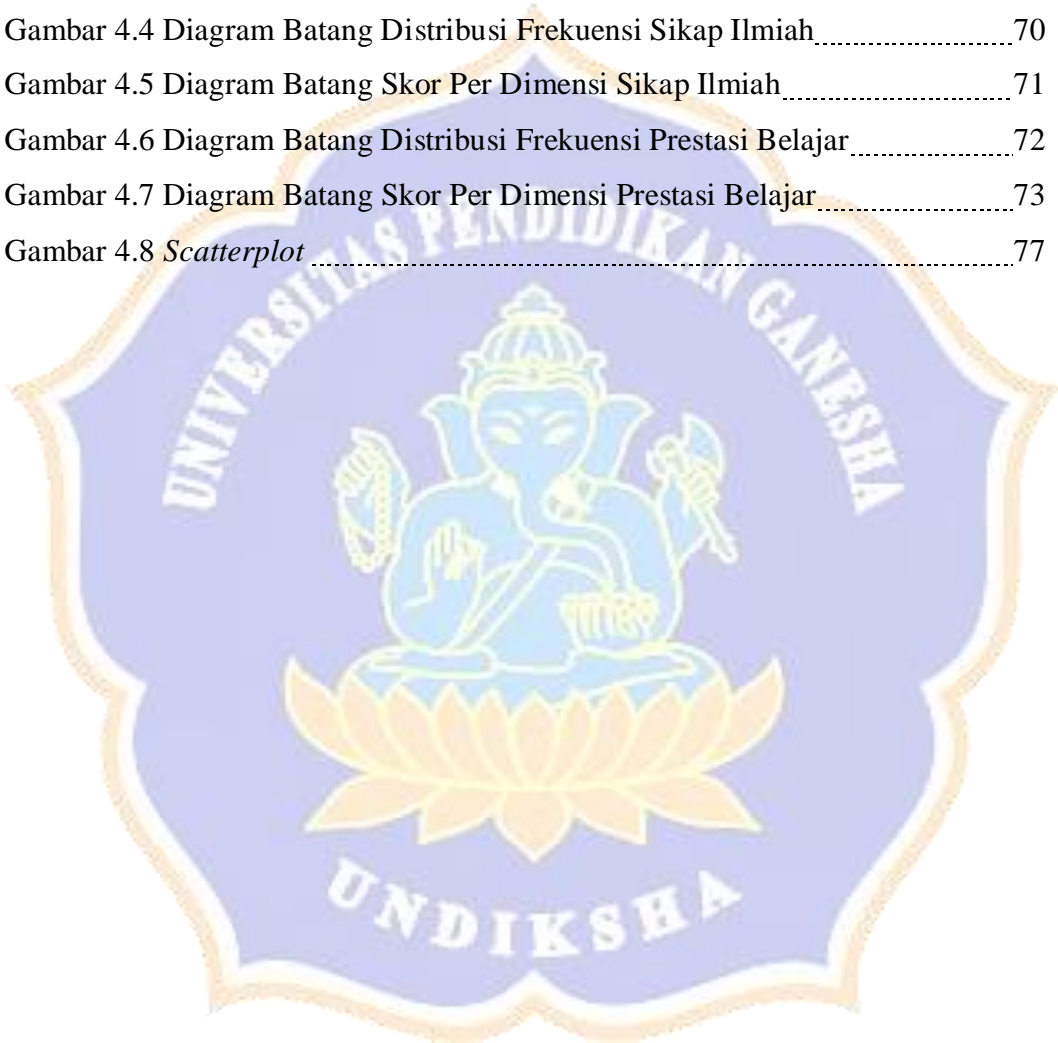 Gambar 4.4 Diagram Batang Distribusi Frekuensi Sikap Ilmiah 70
Gambar 4.5 Diagram Batang Skor Per Dimensi Sikap Ilmiah 71
Gambar 4.6 Diagram Batang Distribusi Frekuensi Prestasi Belajar 72
Gambar 4.7 Diagram Batang Skor Per Dimensi Prestasi Belajar 73
Gambar 4.8 Scatterplot 77
UNIVERSITAS PENDIDIKAN GANESHA
UNDIKSHA